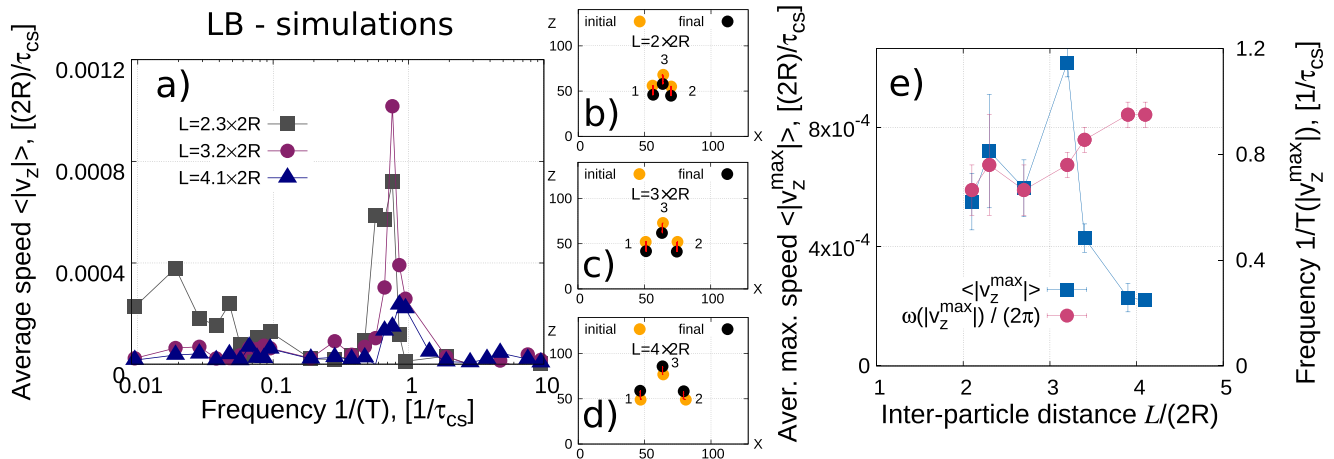 LB - simulations
Average speed <|v_z|>, [(2R)/τ_cs]
0.0012
0.0008
0.0004
0
a)
L=2.3×2R
L=3.2×2R
L=4.1×2R
0.01
0.1
1
10
Frequency 1/(T), [1/τ_cs]
Z
initial
final
100
L=2×2R
3
50
1
2
b)
0
0
50
100
X
Z
initial
final
100
L=3×2R
3
50
1
2
c)
0
0
50
100
X
Z
initial
final
100
L=4×2R
3
50
1
2
d)
0
0
50
100
X
Aver. max. speed <|v_z^max|>, [(2R)/τ_cs]
8×10^-4
4×10^-4
0
e)
<|v_z^max|>
ω(|v_z^max|) / (2π)
1
2
3
4
5
Inter-particle distance L/(2R)
1.2
0.8
0.4
0
Frequency 1/T(|v_z^max|), [1/τ_cs]